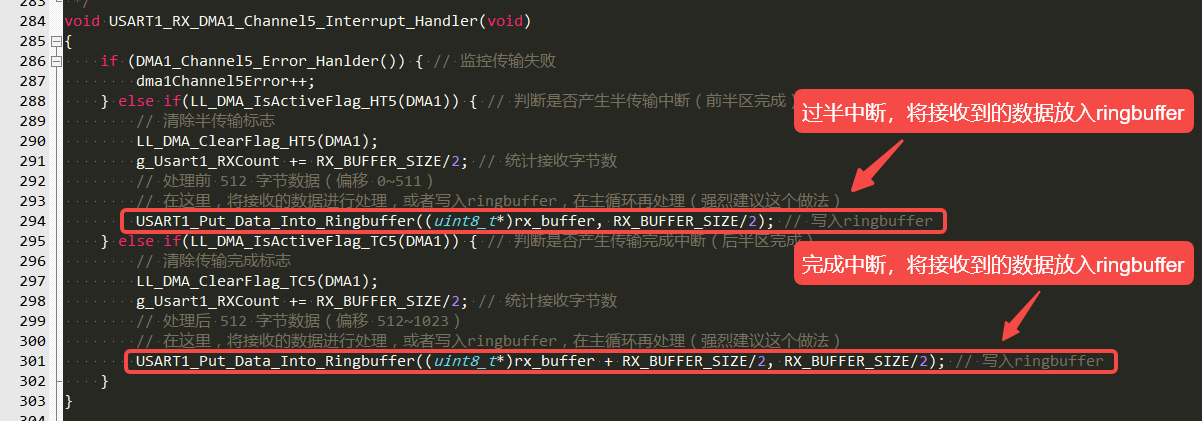 283 */
284 void USART1_RX_DMA1_Channel5_Interrupt_Handler(void)
285 {
286 if (DMA1_Channel5_Error_Hanlder()) { // 监控传输失败
287 dma1Channel5Error++;
288 } else if(LL_DMA_IsActiveFlag_HT5(DMA1)) { // 判断是否产生半传输中断（前半区完成）
过半中断，将接收到的数据放入ringbuffer
289 // 清除半传输标志
290 LL_DMA_ClearFlag_HT5(DMA1);
291 g_Usart1_RXCount += RX_BUFFER_SIZE/2; // 统计接收字节数
292 // 处理前 512 字节数据（偏移 0~511）
293 // 在这里，将接收的数据进行处理，或者写入ringbuffer，在主循环再处理（强烈建议这个做法）
294 USART1_Put_Data_Into_Ringbuffer((uint8_t*)rx_buffer, RX_BUFFER_SIZE/2); // 写入ringbuffer
295 } else if(LL_DMA_IsActiveFlag_TC5(DMA1)) { // 判断是否产生传输完成中断（后半区完成）
完成中断，将接收到的数据放入ringbuffer
296 // 清除传输完成标志
297 LL_DMA_ClearFlag_TC5(DMA1);
298 g_Usart1_RXCount += RX_BUFFER_SIZE/2; // 统计接收字节数
299 // 处理后 512 字节数据（偏移 512~1023）
300 // 在这里，将接收的数据进行处理，或者写入ringbuffer，在主循环再处理（强烈建议这个做法）
301 USART1_Put_Data_Into_Ringbuffer((uint8_t*)rx_buffer + RX_BUFFER_SIZE/2, RX_BUFFER_SIZE/2); // 写入ringbuffer
302 }
303 }
304